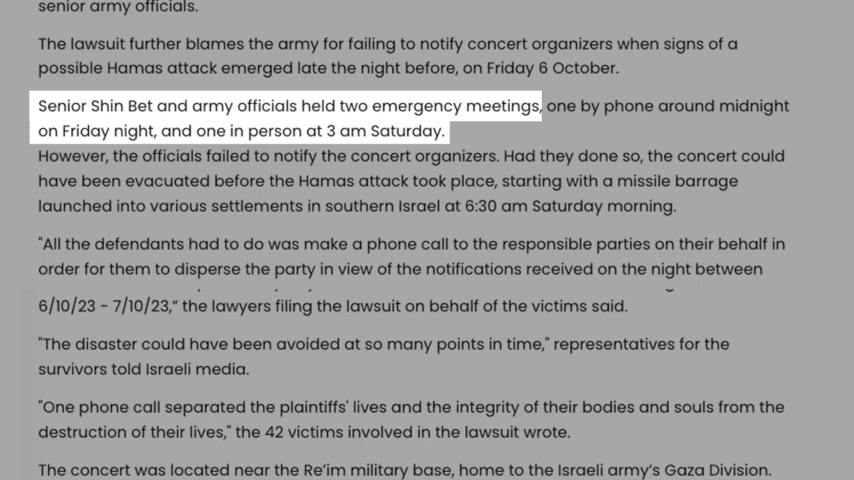 senior army officials.
The lawsuit further blames the army for failing to notify concert organizers when signs of a
possible Hamas attack emerged late the night before, on Friday 6 October.
Senior Shin Bet and army officials held two emergency meetings, one by phone around midnight
on Friday night, and one in person at 3 am Saturday.
However, the officials failed to notify the concert organizers. Had they done so, the concert could
have been evacuated before the Hamas attack took place, starting with a missile barrage
launched into various settlements in southern Israel at 6:30 am Saturday morning.
"All the defendants had to do was make a phone call to the responsible parties on their behalf in
order for them to disperse the party in view of the notifications received on the night between
6/10/23 - 7/10/23,” the lawyers filing the lawsuit on behalf of the victims said.
"The disaster could have been avoided at so many points in time," representatives for the
survivors told Israeli media.
"One phone call separated the plaintiffs' lives and the integrity of their bodies and souls from the
destruction of their lives," the 42 victims involved in the lawsuit wrote.
The concert was located near the Re’im military base, home to the Israeli army’s Gaza Division.